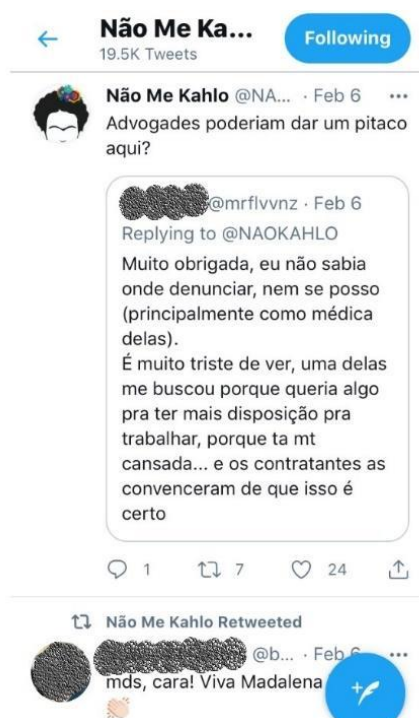 Não Me Ka...
19.5K Tweets
Following
Não Me Kahlo @NA... · Feb 6
Advogades poderiam dar um pitaco
aqui?
@mrflvvnz · Feb 6
Replying to @NAOKAHLO
Muito obrigada, eu não sabia
onde denunciar, nem se posso
(principalmente como médica
delas).
É muito triste de ver, uma delas
me buscou porque queria algo
pra ter mais disposição pra
trabalhar, porque ta mt
cansada... e os contratantes as
convenceram de que isso é
certo
1 7 24
Não Me Kahlo Retweeted
@b... · Feb 6
mds, cara! Viva Madalena